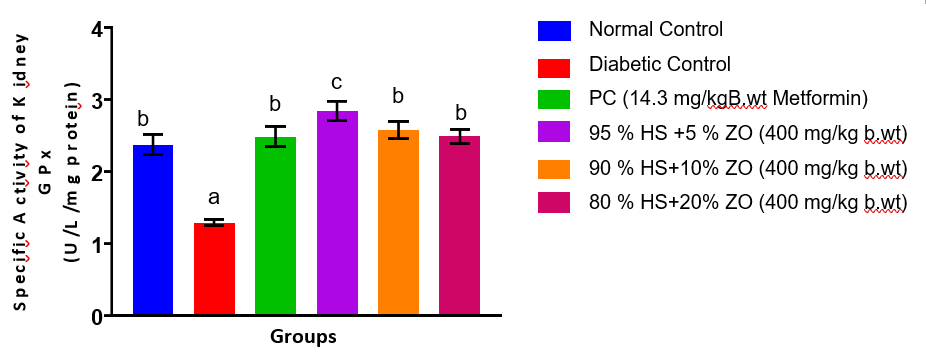 Specific Activity of Kidney
GPx
(U/L/mg protein)
4
3
2
1
0
b
a
b
c
b
b
Groups
Normal Control
Diabetic Control
PC (14.3 mg/kgB.wt Metformin)
95 % HS +5 % ZO (400 mg/kg b.wt)
90 % HS+10% ZO (400 mg/kg b.wt)
80 % HS+20% ZO (400 mg/kg b.wt)